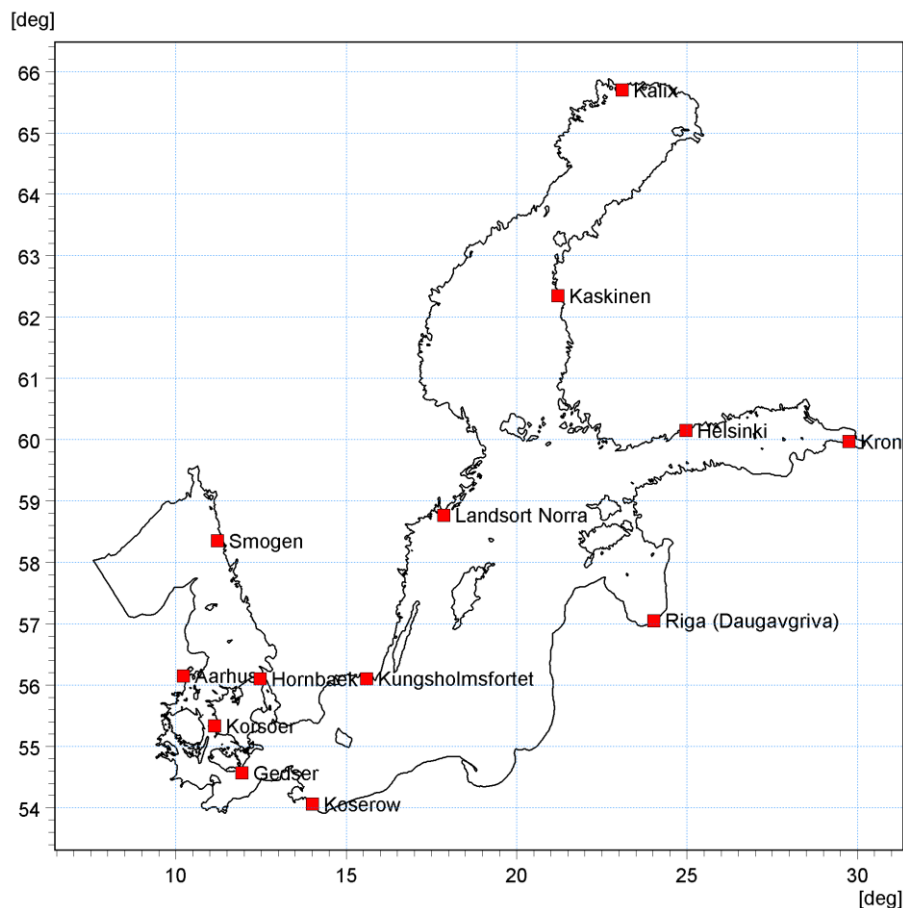 [deg]
66
Kalix
65
64
63
Kaskinen
62
61
60
Helsinki
Kron
59
Landsort Norra
Smogen
58
57
Riga (Daugavgriva)
56
Aarhus
Hornbaek
Kungsholmsfortet
Korsoer
55
Gedser
54
Koserow
10
15
20
25
30
[deg]